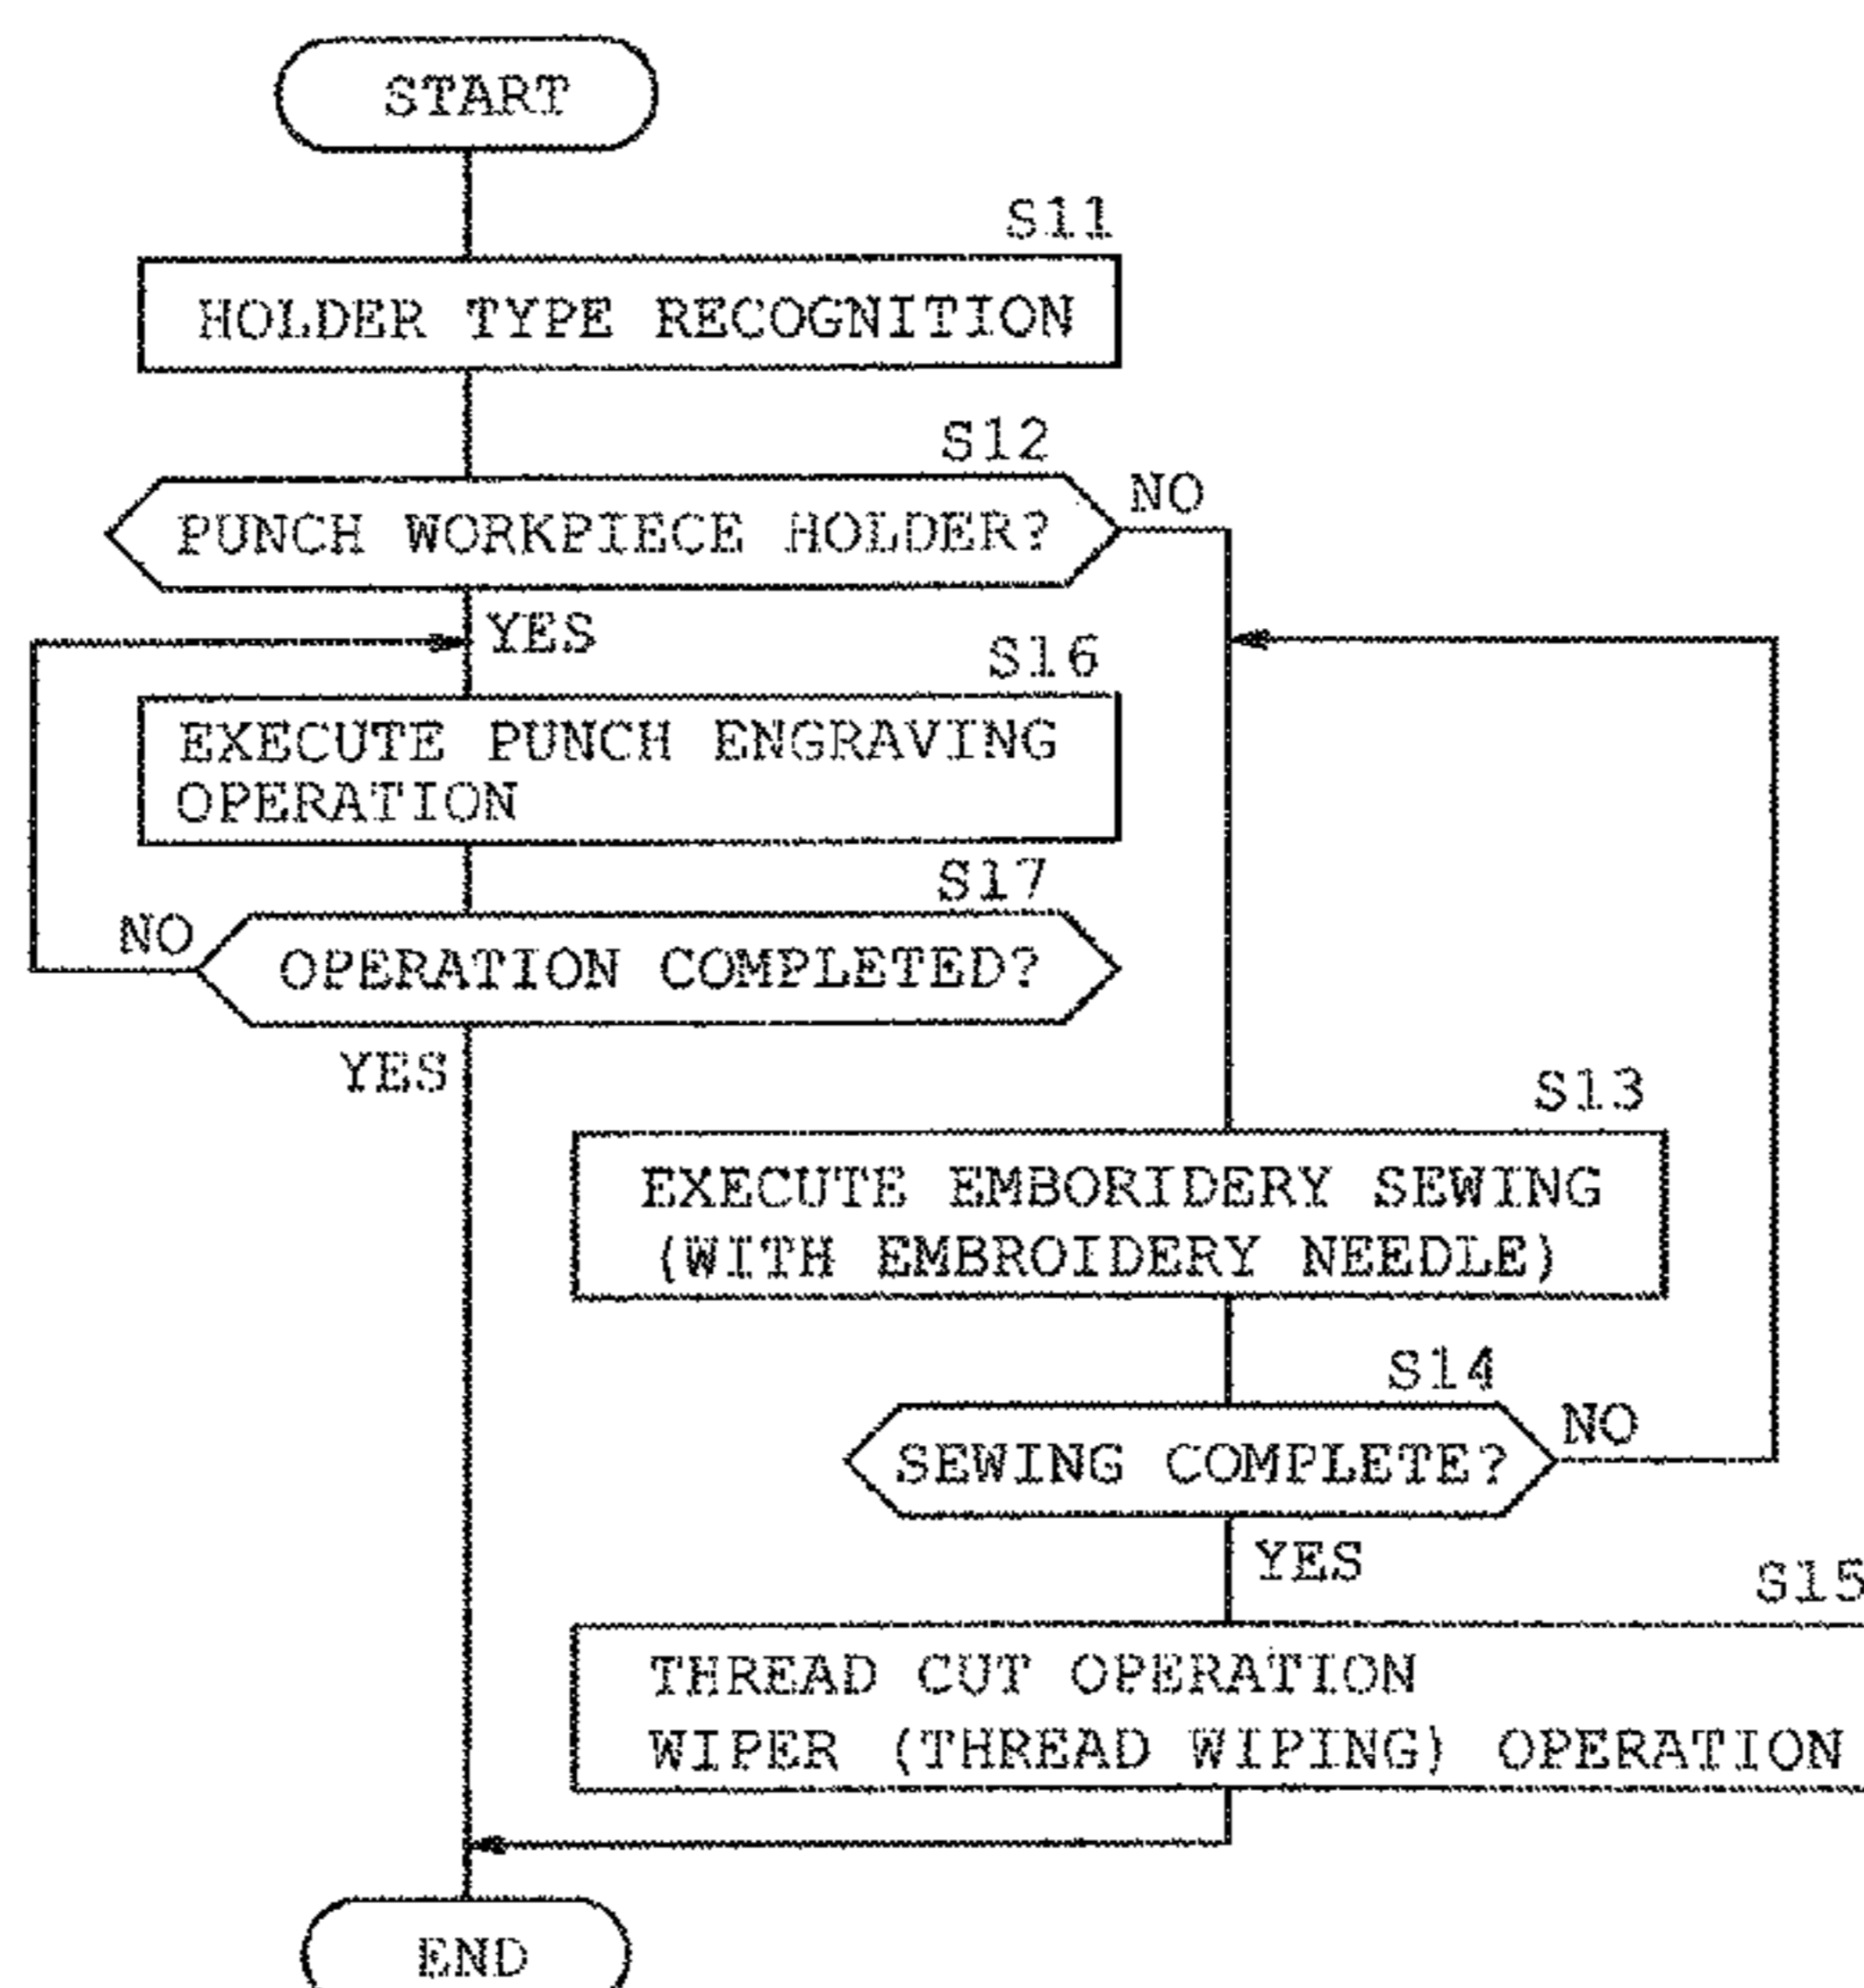 START
S11
HOLDER TYPE RECOGNITION
S12
PUNCH WORKPIECE HOLDER?
NO
YES
S16
EXECUTE PUNCH ENGRAVING
OPERATION
S17
NO
OPERATION COMPLETED?
YES
S13
EXECUTE EMBORIDERY SEWING
(WITH EMBROIDERY NEEDLE)
S14
SEWING COMPLETE?
NO
YES
S15
THREAD CUT OPERATION
WIPER (THREAD WIPING) OPERATION
END